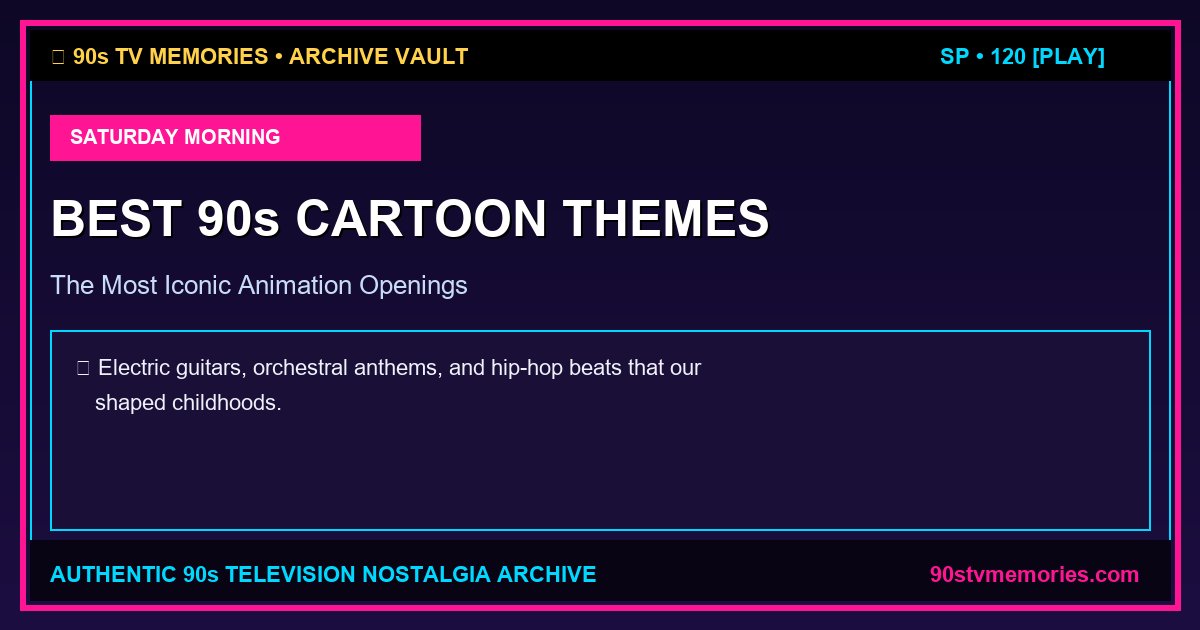 90s TV MEMORIES • ARCHIVE VAULT
SP • 120 [PLAY]
SATURDAY MORNING
BEST 90s CARTOON THEMES
The Most Iconic Animation Openings
Electric guitars, orchestral anthems, and hip-hop beats that our
shaped childhoods.
AUTHENTIC 90s TELEVISION NOSTALGIA ARCHIVE
90stvmemories.com